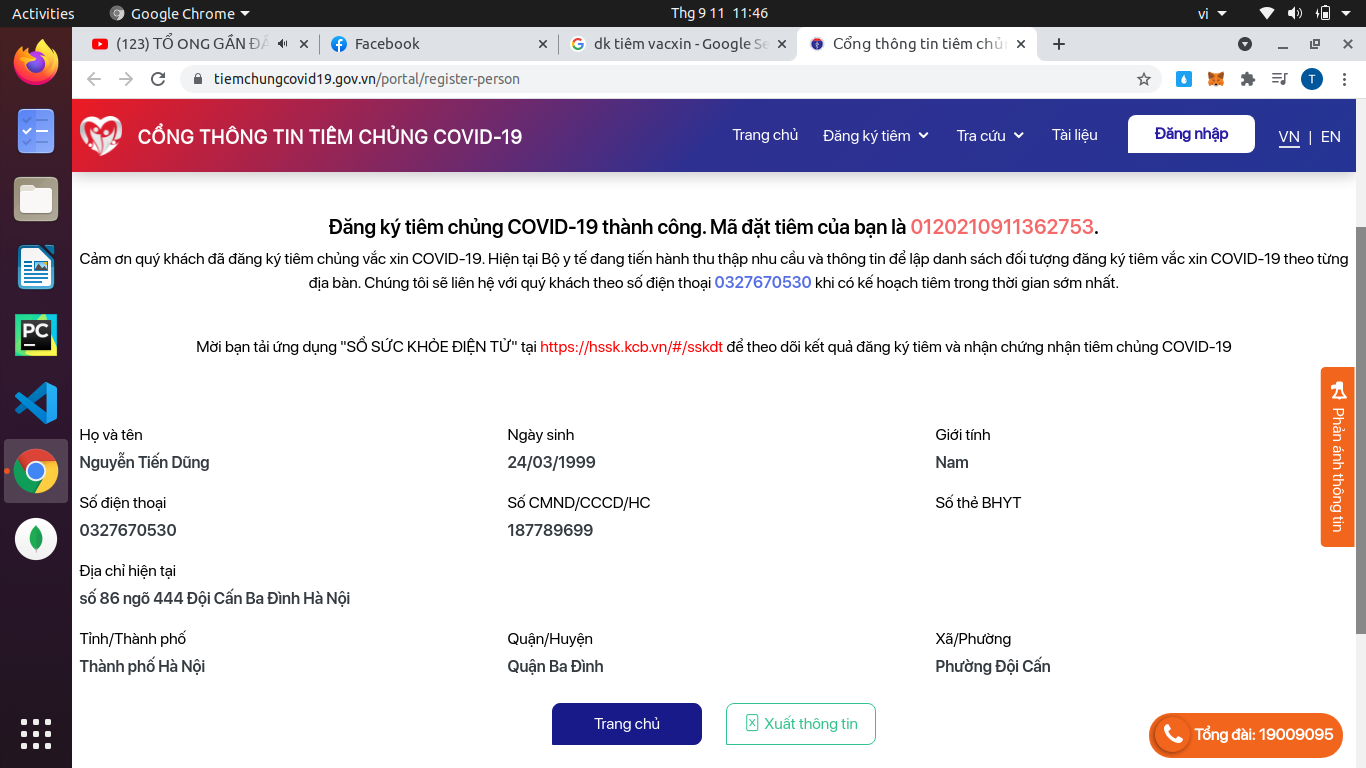 Activities
Google Chrome
Thg 9 11 11:46
vi
(123) TỔ ONG GẦN ĐÁ
Facebook
dk tiêm vacxin - Google Se
Cổng thông tin tiêm chủn
tiemchungcovid19.gov.vn/portal/register-person
T
CỔNG THÔNG TIN TIÊM CHỦNG COVID-19
Trang chủ
Đăng ký tiêm
Tra cứu
Tài liệu
Đăng nhập
VN | EN
Đăng ký tiêm chủng COVID-19 thành công. Mã đặt tiêm của bạn là 0120210911362753.
Cảm ơn quý khách đã đăng ký tiêm chủng vắc xin COVID-19. Hiện tại Bộ y tế đang tiến hành thu thập nhu cầu và thông tin để lập danh sách đối tượng đăng ký tiêm vắc xin COVID-19 theo từng
địa bàn. Chúng tôi sẽ liên hệ với quý khách theo số điện thoại 0327670530 khi có kế hoạch tiêm trong thời gian sớm nhất.
Mời bạn tải ứng dụng "SỔ SỨC KHỎE ĐIỆN TỬ" tại https://hssk.kcb.vn/#/sskdt để theo dõi kết quả đăng ký tiêm và nhận chứng nhận tiêm chủng COVID-19
Phản ánh thông tin
Họ và tên
Nguyễn Tiến Dũng
Ngày sinh
24/03/1999
Giới tính
Nam
Số điện thoại
0327670530
Số CMND/CCCD/HC
187789699
Số thẻ BHYT
Địa chỉ hiện tại
số 86 ngõ 444 Đội Cấn Ba Đình Hà Nội
Tỉnh/Thành phố
Thành phố Hà Nội
Quận/Huyện
Quận Ba Đình
Xã/Phường
Phường Đội Cấn
Trang chủ
Xuất thông tin
Tổng đài: 19009095
PC